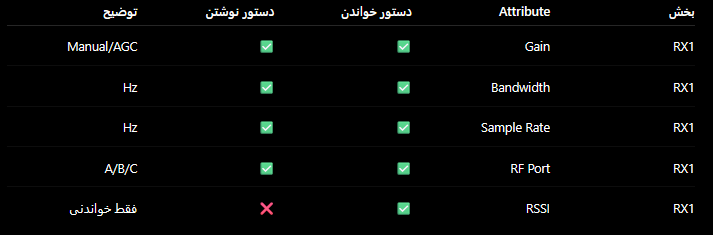 بخش Attribute دستور خواندن دستور نوشتن توضیح
RX1 Gain ✅ ✅ Manual/AGC
RX1 Bandwidth ✅ ✅ Hz
RX1 Sample Rate ✅ ✅ Hz
RX1 RF Port ✅ ✅ A/B/C
RX1 RSSI ✅ ❌ فقط خواندنی